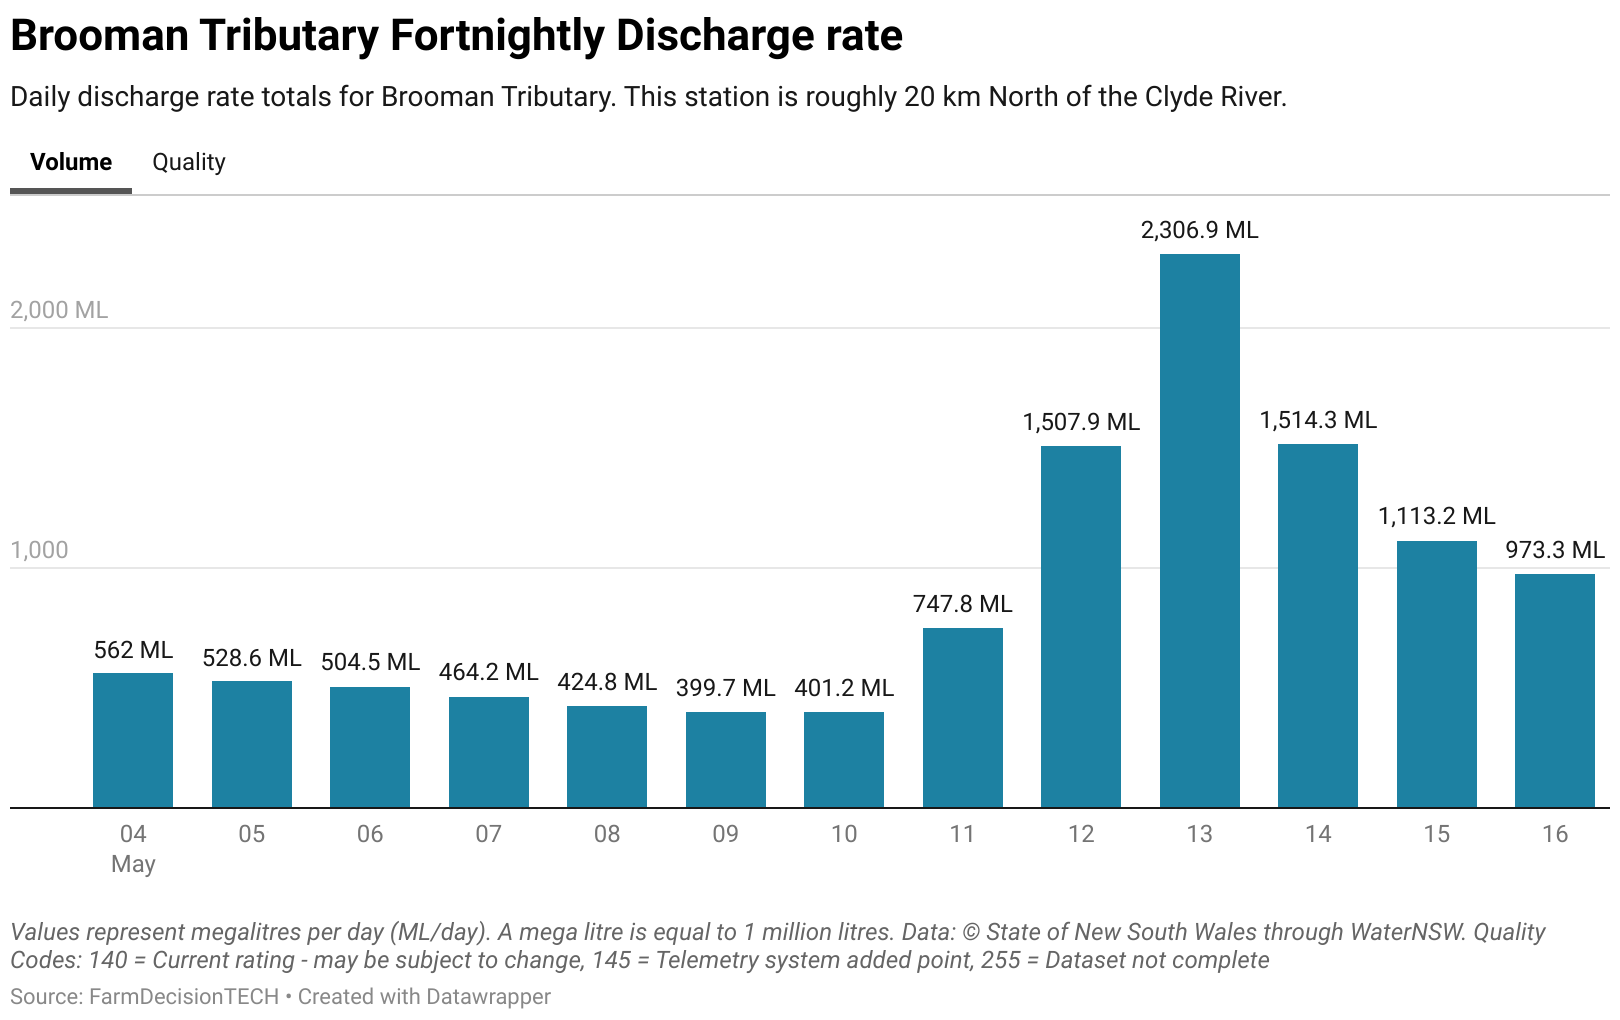 Brooman Tributary Fortnightly Discharge rate
Daily discharge rate totals for Brooman Tributary. This station is roughly 20 km North of the Clyde River.
Volume Quality
2,306.9 ML
2,000 ML
1,507.9 ML 1,514.3 ML
1,113.2 ML
1,000 973.3 ML
747.8 ML
562 ML 528.6 ML 504.5 ML 464.2 ML 424.8 ML 399.7 ML 401.2 ML
04 05 06 07 08 09 10 11 12 13 14 15 16
May
Values represent megalitres per day (ML/day). A mega litre is equal to 1 million litres. Data: © State of New South Wales through WaterNSW. Quality
Codes: 140 = Current rating - may be subject to change, 145 = Telemetry system added point, 255 = Dataset not complete
Source: FarmDecisionTECH • Created with Datawrapper